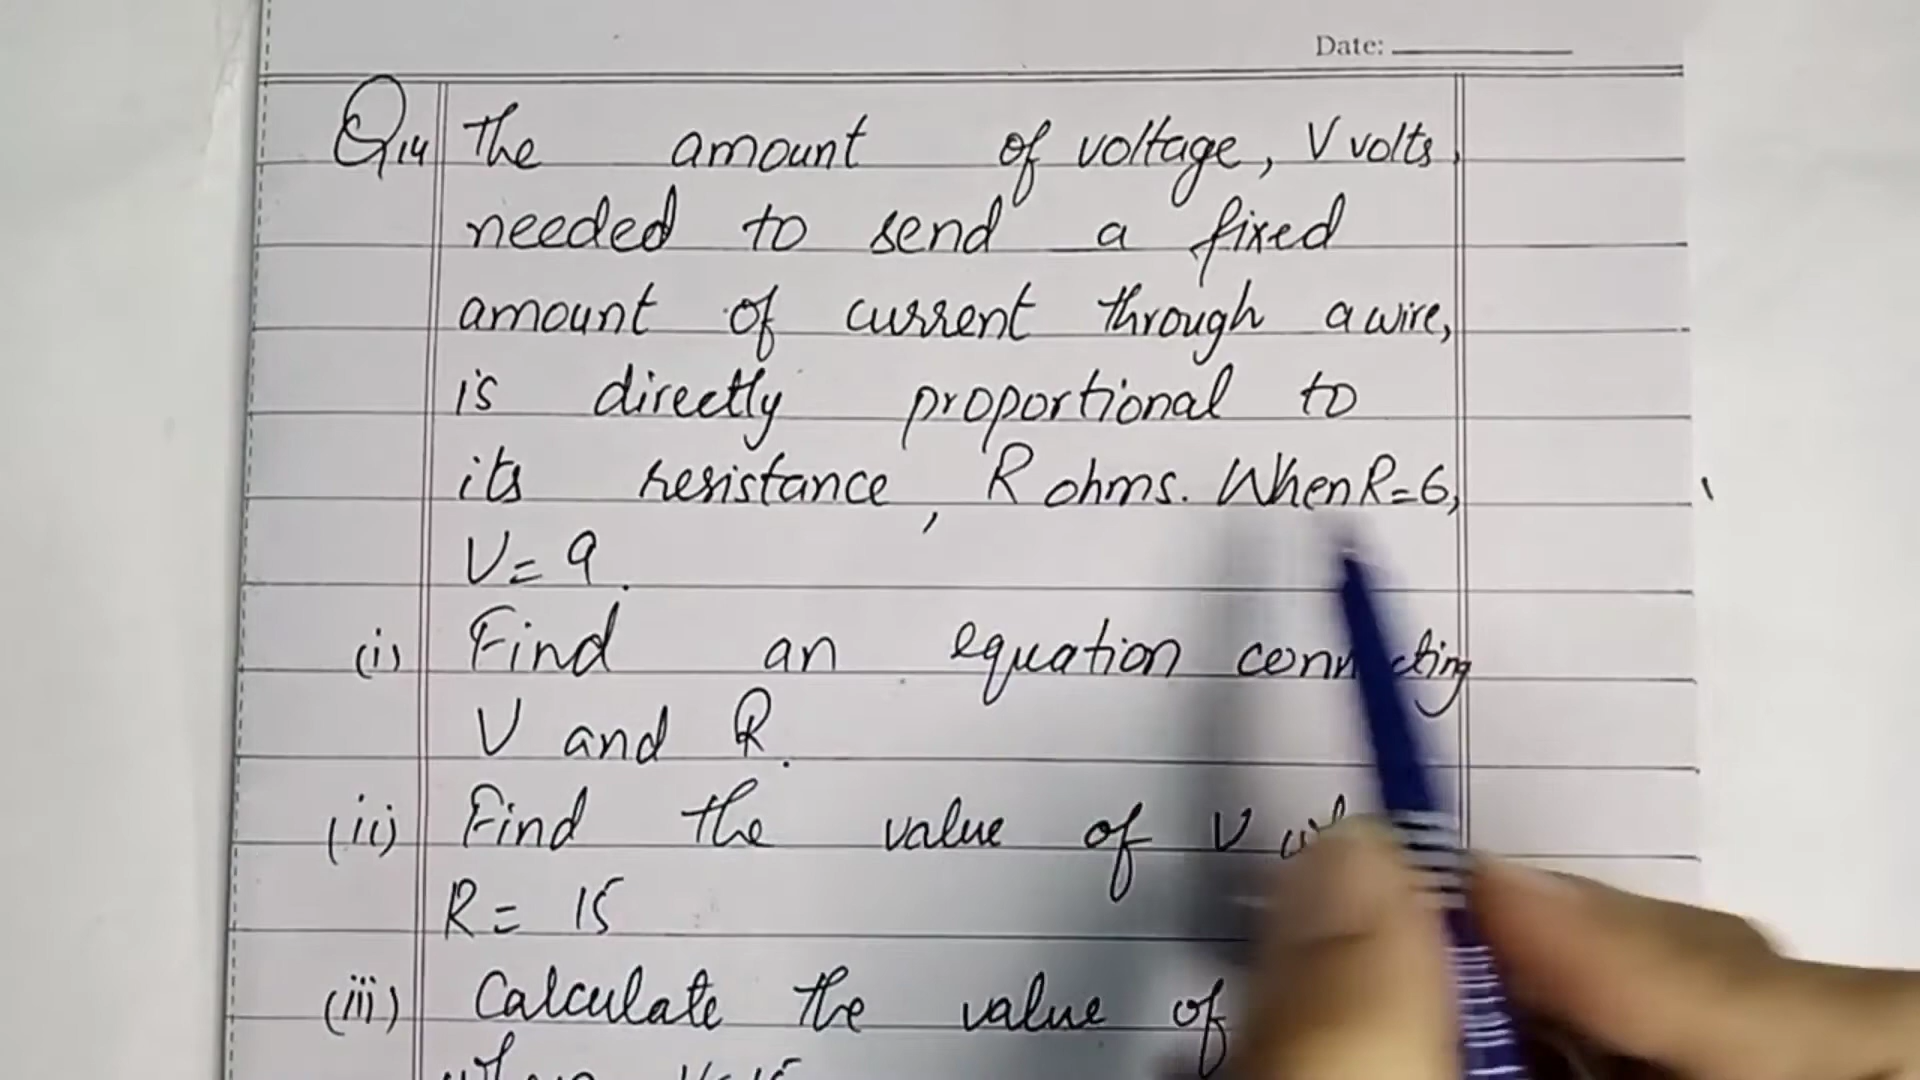 Date:
Q14 The amount of voltage, V volts,
needed to send a fixed
amount of current through a wire,
is directly proportional to
its resistance, R ohms. When R=6,
V= 9.
(i) Find an equation connecting
V and R.
(ii) Find the value of V
R= 15
(iii) Calculate the value of